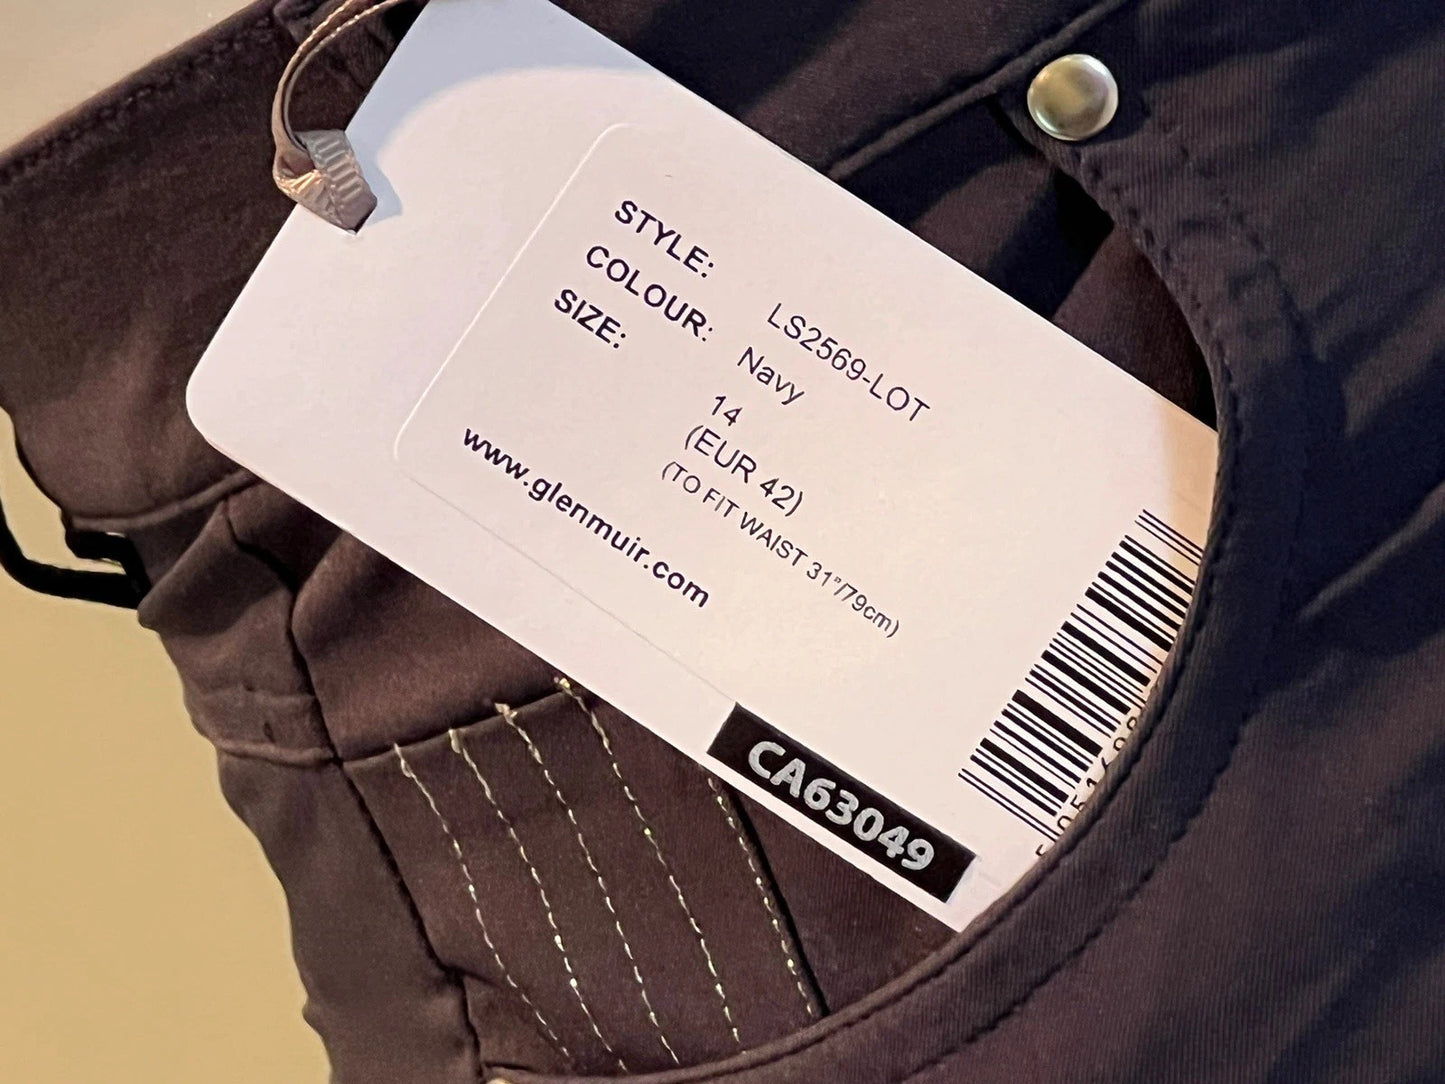 STYLE: LS2569-LOT
COLOUR: Navy
SIZE: 14
(EUR 42)
(TO FIT WAIST 31"/79cm)
www.glenmuir.com
CA63049